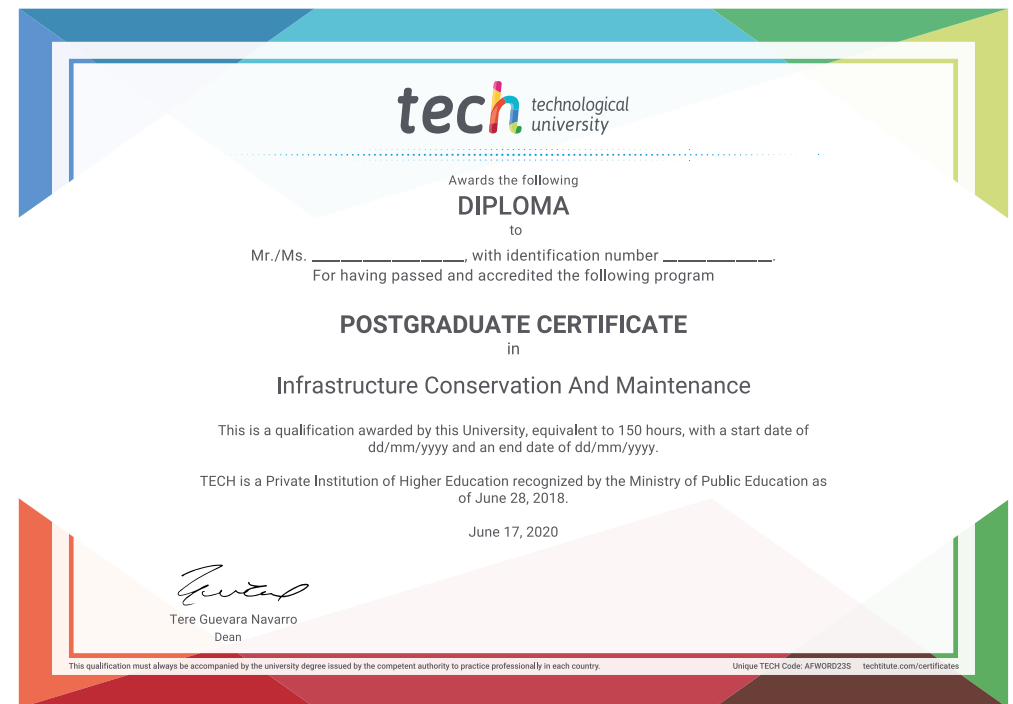 tech technological
university
Awards the following
DIPLOMA
to
Mr./Ms. __________________, with identification number _____________.
For having passed and accredited the following program
POSTGRADUATE CERTIFICATE
in
Infrastructure Conservation And Maintenance
This is a qualification awarded by this University, equivalent to 150 hours, with a start date of
dd/mm/yyyy and an end date of dd/mm/yyyy.
TECH is a Private Institution of Higher Education recognized by the Ministry of Public Education as
of June 28, 2018.
June 17, 2020
Tere Guevara Navarro
Dean
This qualification must always be accompanied by the university degree issued by the competent authority to practice professionally in each country. Unique TECH Code: AFWORD23S techtitute.com/certificates